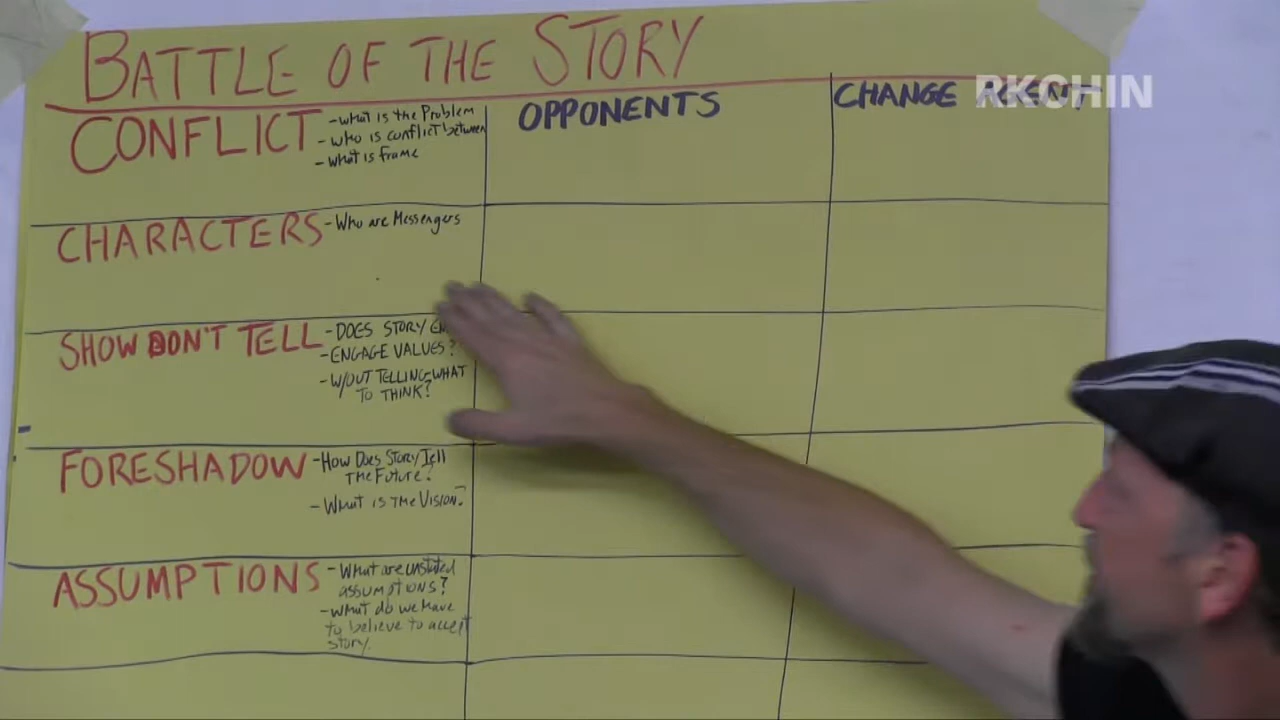 BATTLE OF THE STORY
OPPONENTS
CHANGE AGENT
RKCHIN
CONFLICT
-what is the Problem
-who is conflict between
-what is frame
CHARACTERS
-Who are Messengers
SHOW DON'T TELL
-DOES STORY
-ENGAGE VALUES?
-W/OUT TELLING WHAT
TO THINK?
FORESHADOW
-How Does Story Tell
The Future?
-What is the Vision?
ASSUMPTIONS
-What are unstated
assumptions?
-What do we have
to believe to accept
story.